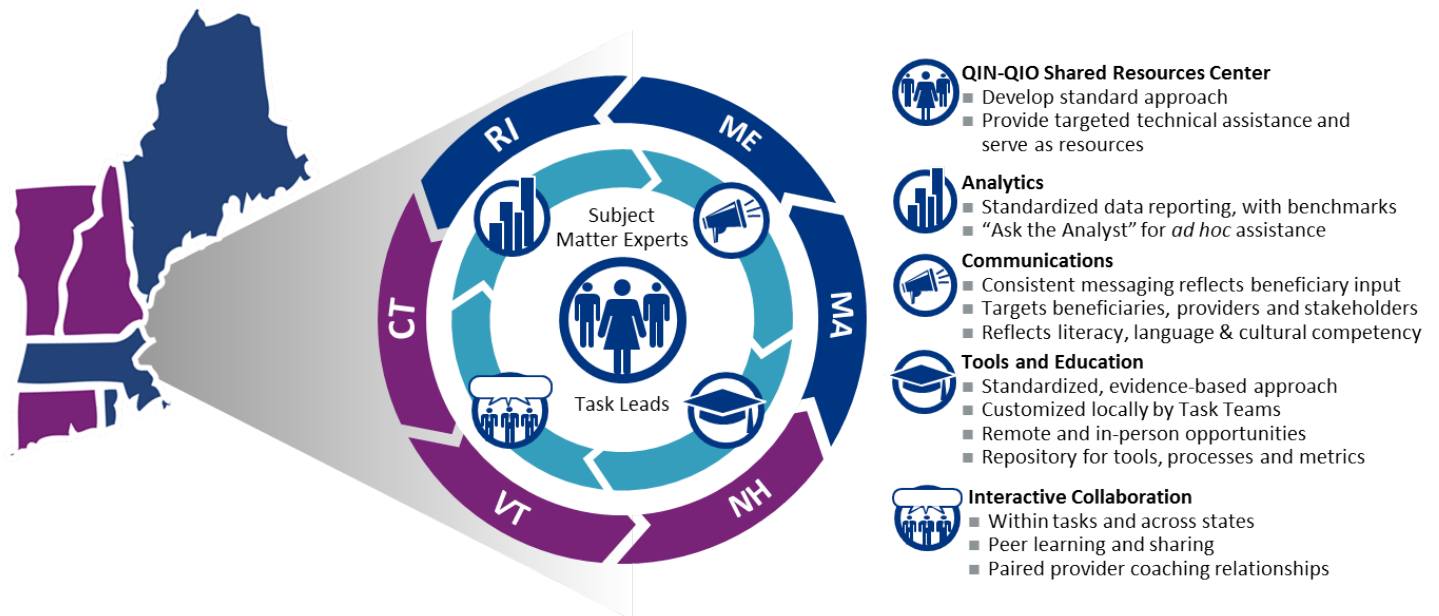 RI
ME
MA
NH
VT
CT
Subject
Matter Experts
Task Leads
QIN-QIO Shared Resources Center
■ Develop standard approach
■ Provide targeted technical assistance and
serve as resources
Analytics
■ Standardized data reporting, with benchmarks
■ “Ask the Analyst” for ad hoc assistance
Communications
■ Consistent messaging reflects beneficiary input
■ Targets beneficiaries, providers and stakeholders
■ Reflects literacy, language & cultural competency
Tools and Education
■ Standardized, evidence-based approach
■ Customized locally by Task Teams
■ Remote and in-person opportunities
■ Repository for tools, processes and metrics
Interactive Collaboration
■ Within tasks and across states
■ Peer learning and sharing
■ Paired provider coaching relationships